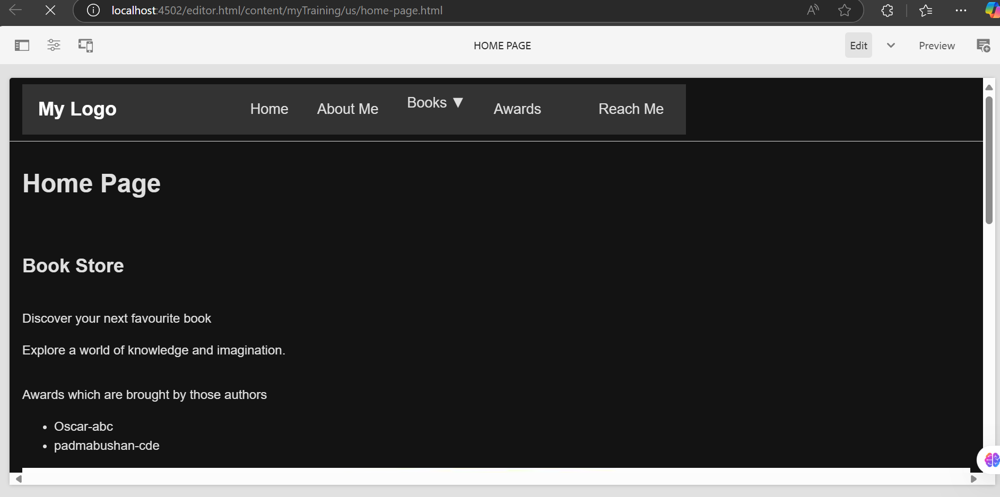 localhost:4502/editor.html/content/myTraining/us/home-page.html
HOME PAGE
Edit
Preview
My Logo
Home
About Me
Books ▼
Awards
Reach Me
Home Page
Book Store
Discover your next favourite book
Explore a world of knowledge and imagination.
Awards which are brought by those authors
• Oscar-abc
• padmabushan-cde